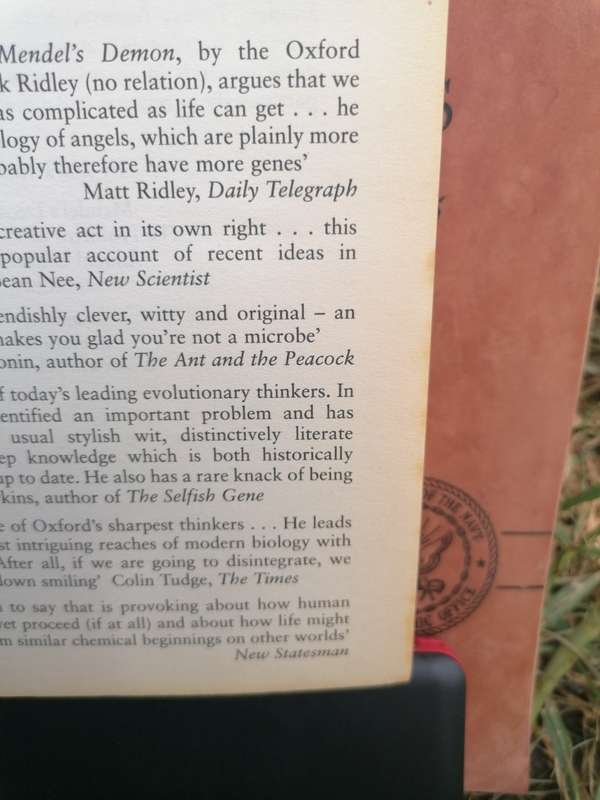 Mendel's Demon, by the Oxford
k Ridley (no relation), argues that we
as complicated as life can get . . . he
logy of angels, which are plainly more
bably therefore have more genes'
Matt Ridley, Daily Telegraph
creative act in its own right . . . this
popular account of recent ideas in
Sean Nee, New Scientist
endishly clever, witty and original – an
makes you glad you're not a microbe'
onin, author of The Ant and the Peacock
f today's leading evolutionary thinkers. In
entified an important problem and has
usual stylish wit, distinctively literate
ep knowledge which is both historically
up to date. He also has a rare knack of being
kins, author of The Selfish Gene
e of Oxford's sharpest thinkers . . . He leads
st intriguing reaches of modern biology with
After all, if we are going to disintegrate, we
down smiling' Colin Tudge, The Times
n to say that is provoking about how human
yet proceed (if at all) and about how life might
m similar chemical beginnings on other worlds'
New Statesman
S
OF THE NAVY
OFFICE